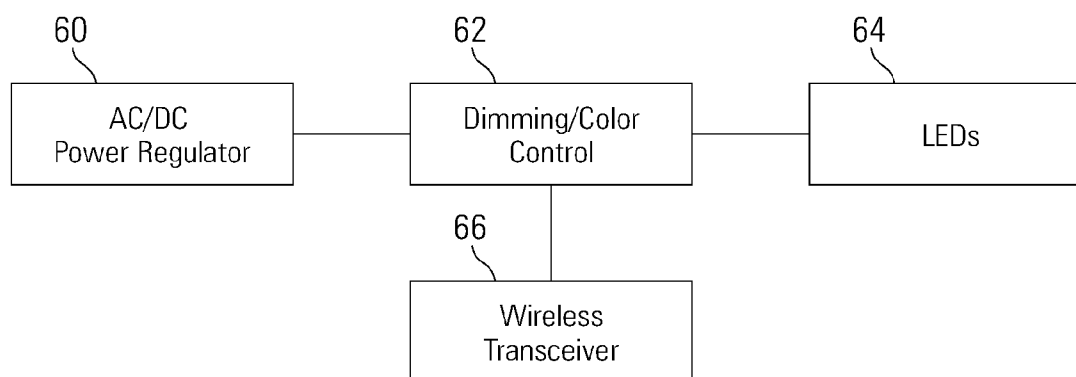 60
62
64
AC/DC
Power Regulator
Dimming/Color
Control
LEDs
66
Wireless
Transceiver